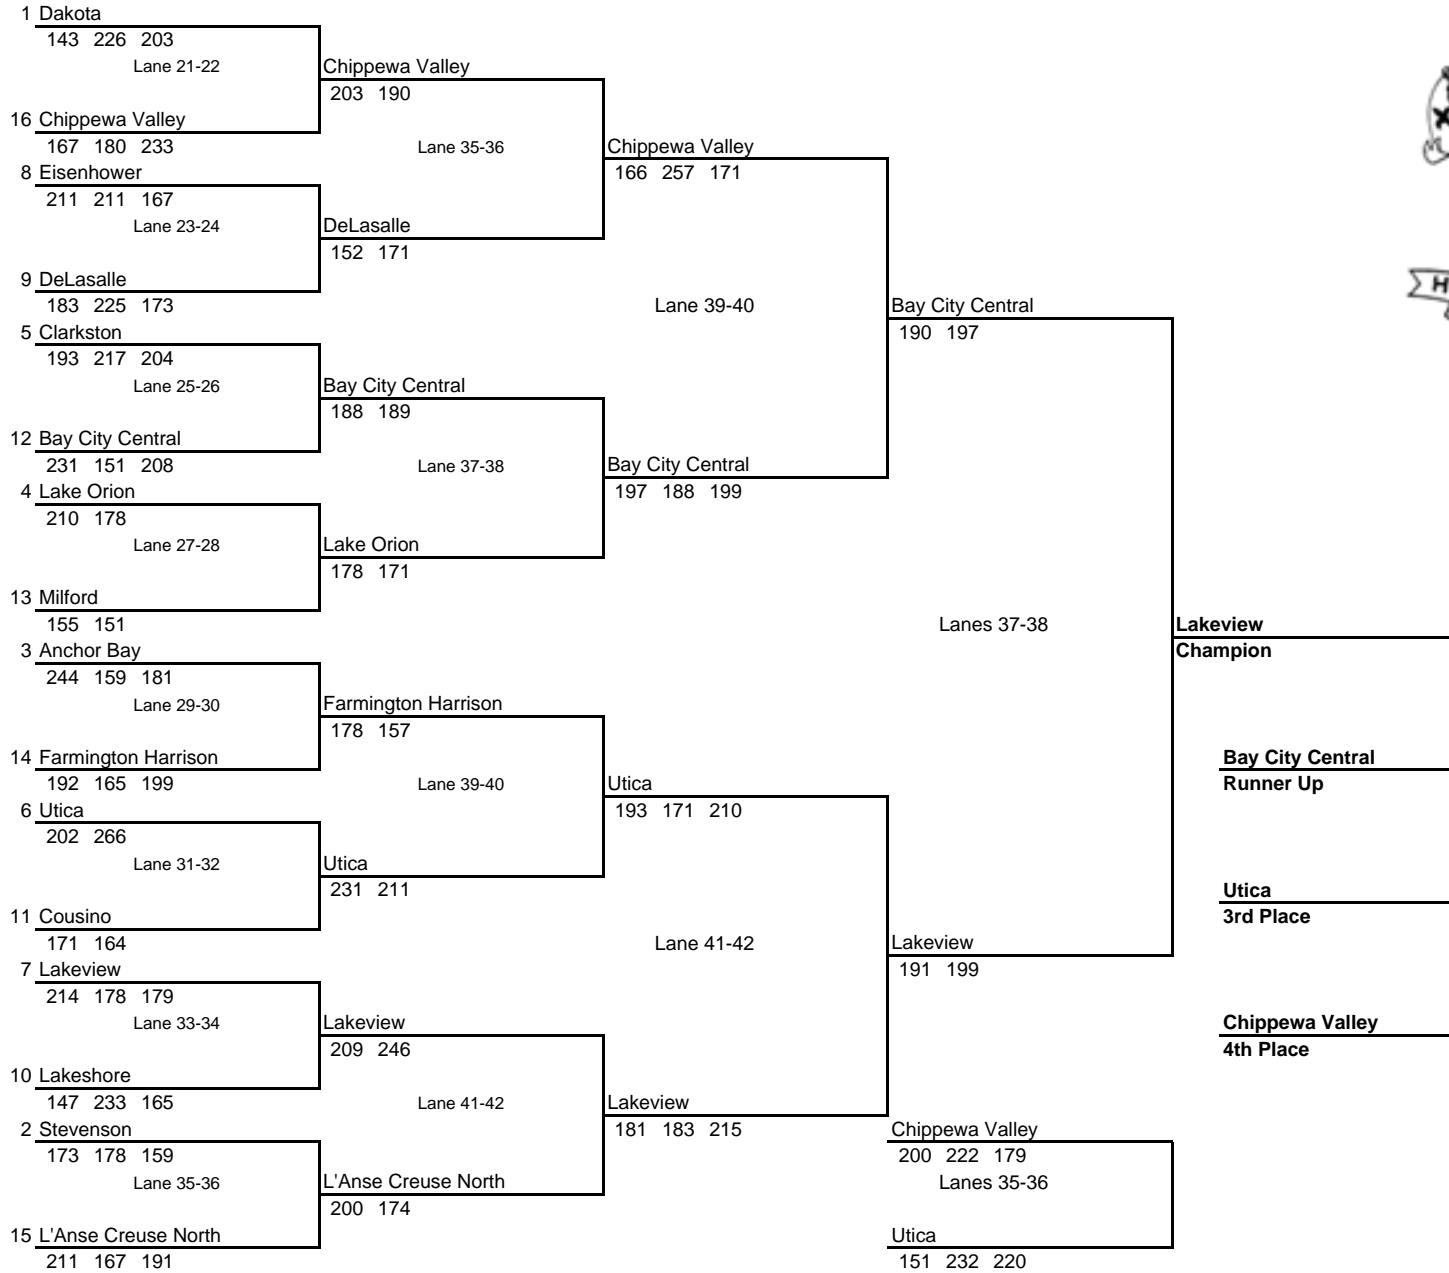 1 Dakota
143 226 203
Lane 21-22
Chippewa Valley
203 190
16 Chippewa Valley
167 180 233
Lane 35-36
Chippewa Valley
166 257 171
8 Eisenhower
211 211 167
Lane 23-24
DeLasalle
152 171
9 DeLasalle
183 225 173
Lane 39-40
Bay City Central
190 197
5 Clarkston
193 217 204
Lane 25-26
Bay City Central
188 189
12 Bay City Central
231 151 208
Lane 37-38
Bay City Central
197 188 199
4 Lake Orion
210 178
Lane 27-28
Lake Orion
178 171
13 Milford
155 151
Lanes 37-38
Lakeview
Champion
3 Anchor Bay
244 159 181
Lane 29-30
Farmington Harrison
178 157
14 Farmington Harrison
192 165 199
Lane 39-40
Utica
193 171 210
Bay City Central
Runner Up
6 Utica
202 266
Lane 31-32
Utica
231 211
Utica
3rd Place
11 Cousino
171 164
Lane 41-42
Lakeview
191 199
7 Lakeview
214 178 179
Lane 33-34
Lakeview
209 246
Chippewa Valley
4th Place
10 Lakeshore
147 233 165
Lane 41-42
Lakeview
181 183 215
2 Stevenson
173 178 159
Lane 35-36
L'Anse Creuse North
200 174
15 L'Anse Creuse North
211 167 191
Chippewa Valley
200 222 179
Lanes 35-36
Utica
151 232 220